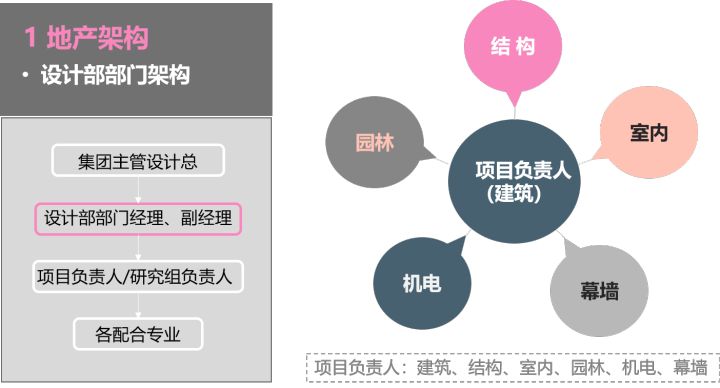 1 地产架构
• 设计部部门架构
集团主管设计总
设计部部门经理、副经理
项目负责人/研究组负责人
各配合专业
结 构
园林
室内
项目负责人
（建筑）
机电
幕墙
项目负责人：建筑、结构、室内、园林、机电、幕墙